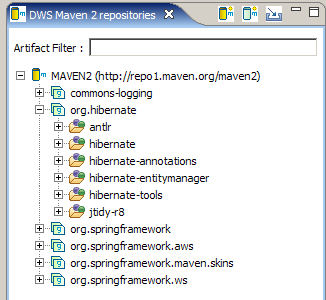 DWS Maven 2 repositories
Artifact Filter :
MAVEN2 (http://repo1.maven.org/maven2)
commons-logging
org.hibernate
antlr
hibernate
hibernate-annotations
hibernate-entitymanager
hibernate-tools
jtidy-r8
org.springframework
org.springframework.aws
org.springframework.maven.skins
org.springframework.ws